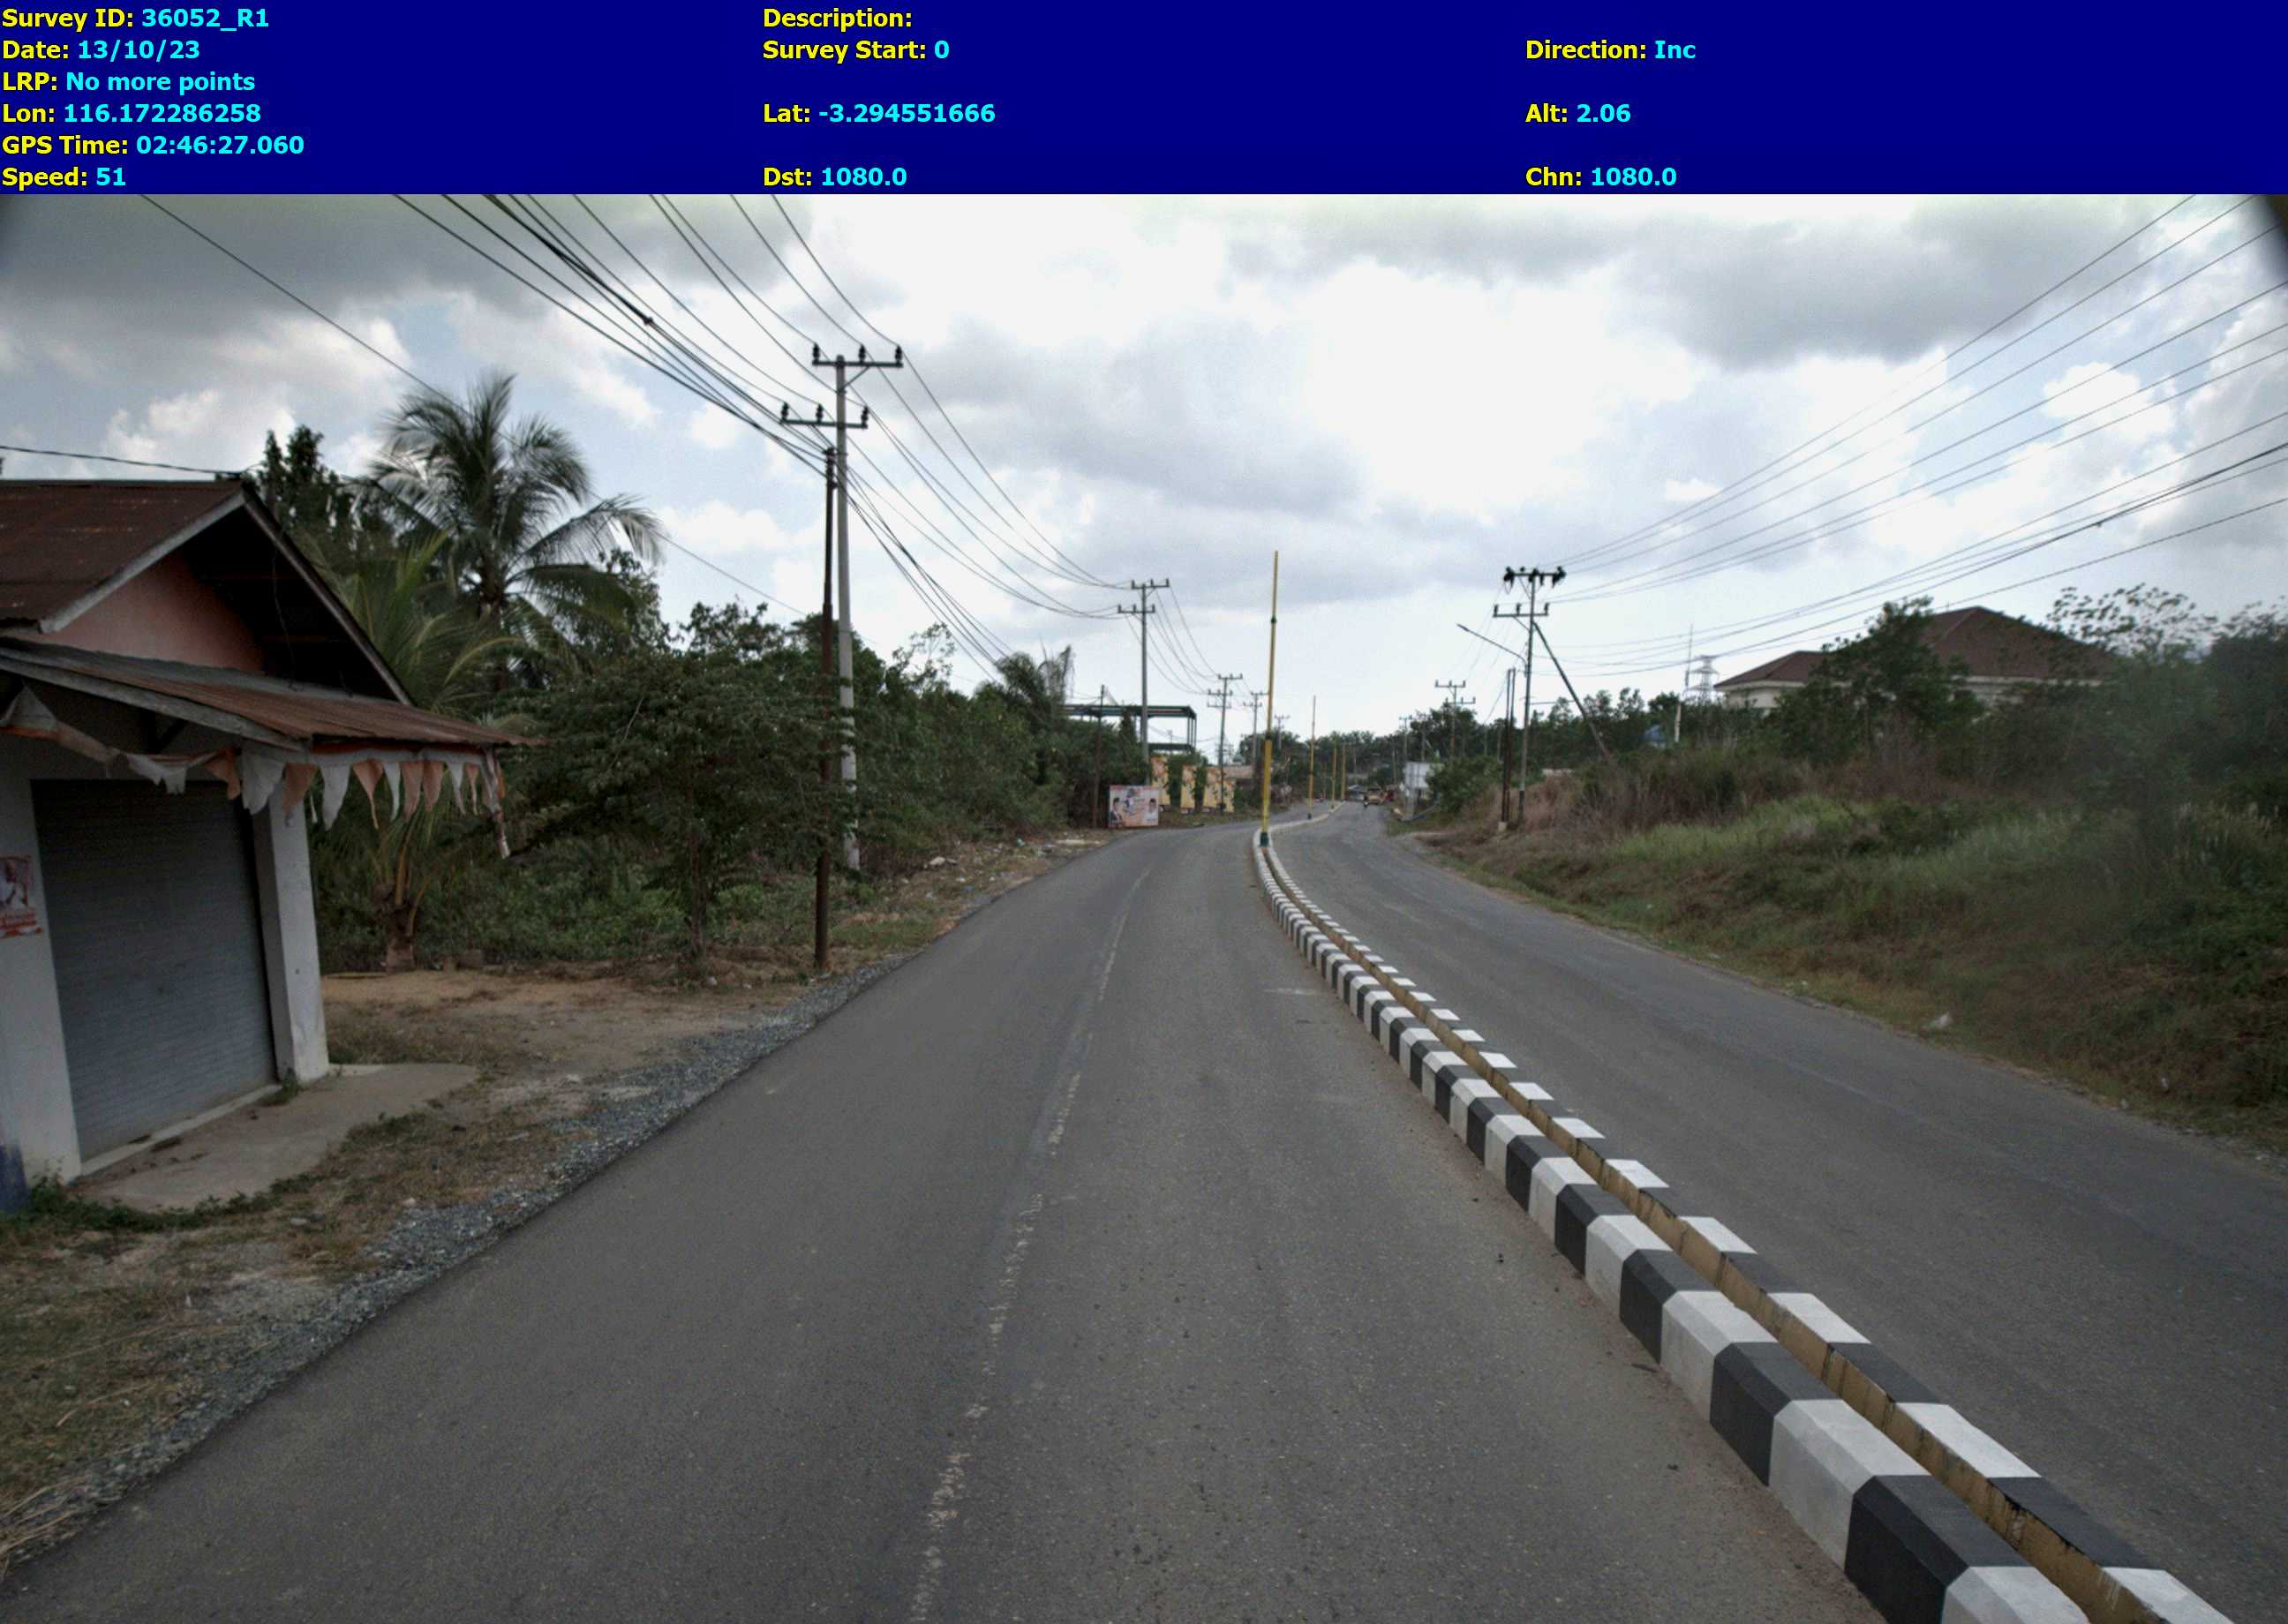 Survey ID: 36052_R1
Description:
Date: 13/10/23
Survey Start: 0
Direction: Inc
LRP: No more points
Lon: 116.172286258
Lat: -3.294551666
Alt: 2.06
GPS Time: 02:46:27.060
Speed: 51
Dst: 1080.0
Chn: 1080.0